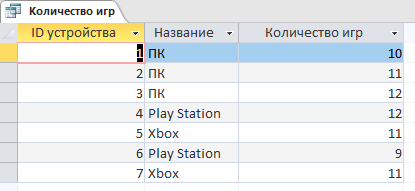 Количество игр
ID устройства Название Количество игр
1 ПК 10
2 ПК 11
3 ПК 12
4 Play Station 12
5 Xbox 11
6 Play Station 9
7 Xbox 11